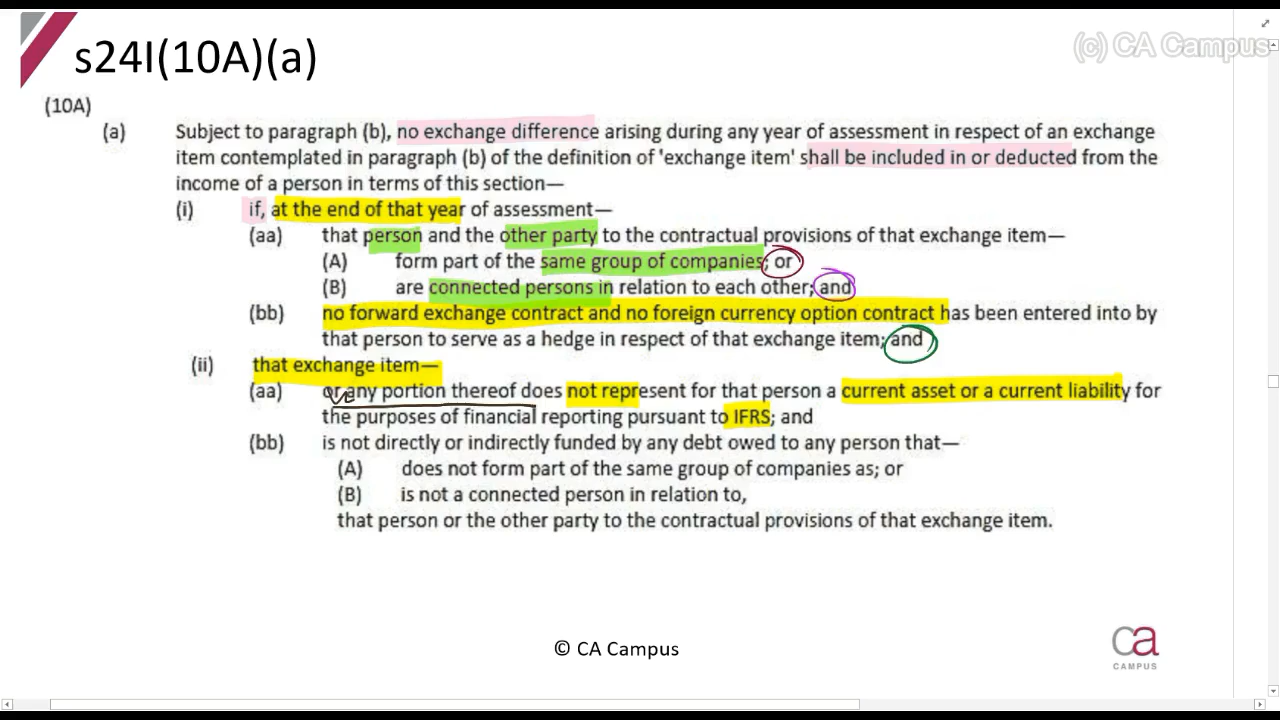 s24I(10A)(a)
(c) CA Campus
(10A)
(a) Subject to paragraph (b), no exchange difference arising during any year of assessment in respect of an exchange
item contemplated in paragraph (b) of the definition of 'exchange item' shall be included in or deducted from the
income of a person in terms of this section—
(i) if, at the end of that year of assessment—
(aa) that person and the other party to the contractual provisions of that exchange item—
(A) form part of the same group of companies; or
(B) are connected persons in relation to each other; and
(bb) no forward exchange contract and no foreign currency option contract has been entered into by
that person to serve as a hedge in respect of that exchange item; and
(ii) that exchange item—
(aa) or any portion thereof does not represent for that person a current asset or a current liability for
the purposes of financial reporting pursuant to IFRS; and
(bb) is not directly or indirectly funded by any debt owed to any person that—
(A) does not form part of the same group of companies as; or
(B) is not a connected person in relation to,
that person or the other party to the contractual provisions of that exchange item.
© CA Campus
ca
CAMPUS